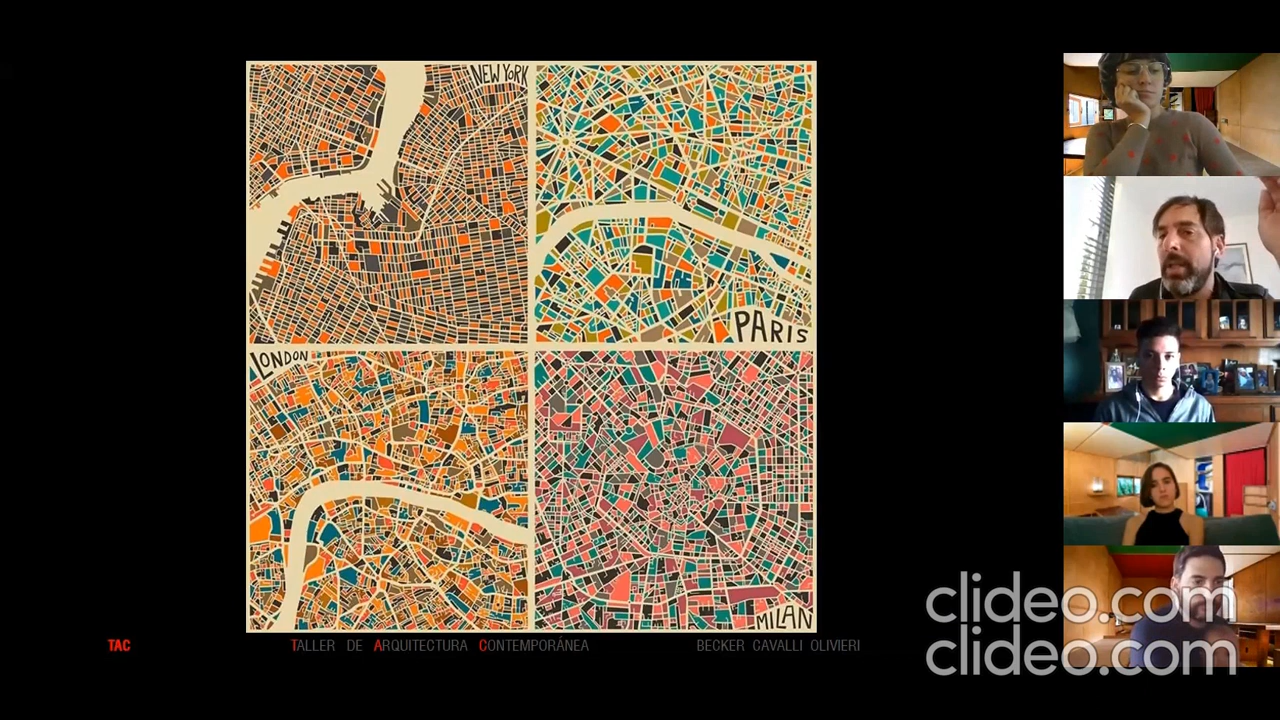 NEW YORK
PARIS
LONDON
MILAN
TAC TALLER DE ARQUITECTURA CONTEMPORÁNEA BECKER CAVALLI OLIVIERI
clideo.com
clideo.com